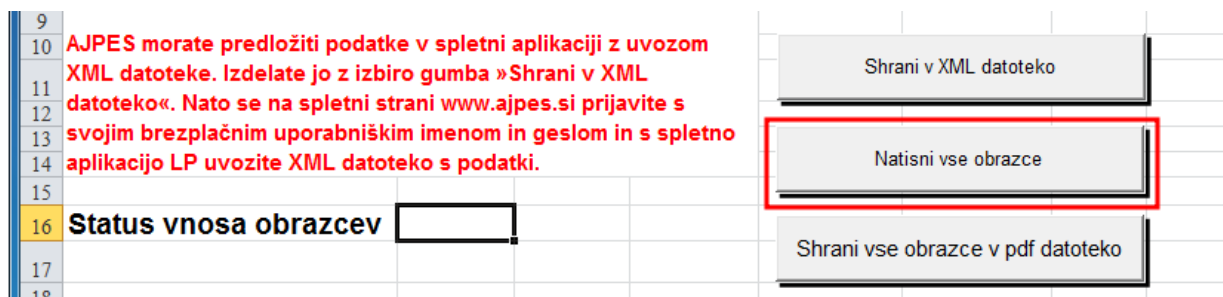 9
10 AJPES morate predložiti podatke v spletni aplikaciji z uvozom
XML datoteke. Izdelate jo z izbiro gumba »Shrani v XML
11
datoteko«. Nato se na spletni strani www.ajpes.si prijavite s
12
13 svojim brezplačnim uporabniškim imenom in geslom in s spletno
14 aplikacijo LP uvozite XML datoteko s podatki.
15
16 Status vnosa obrazcev
17
18
Shrani v XML datoteko
Natisni vse obrazce
Shrani vse obrazce v pdf datoteko